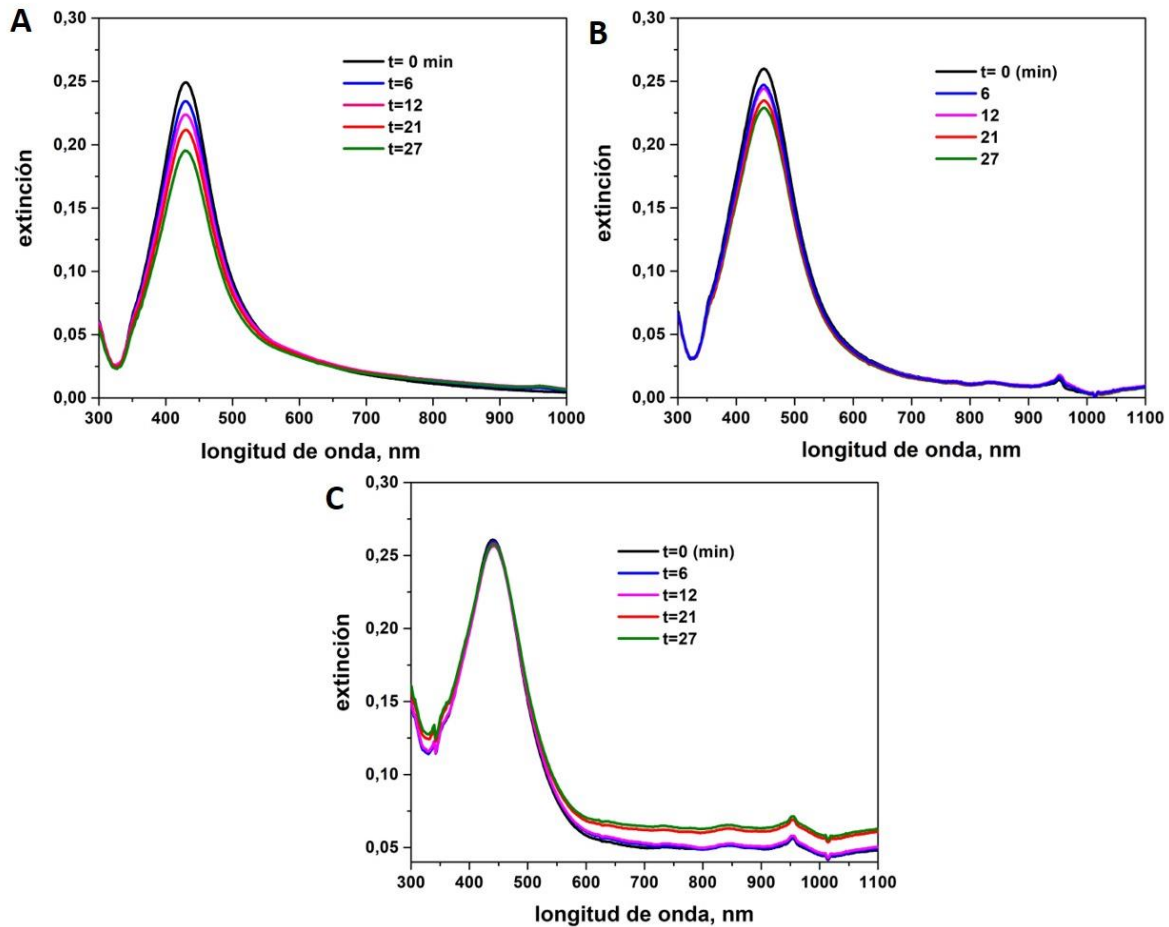 A
0,30
0,25
0,20
0,15
0,10
0,05
0,00
extinción
t= 0 min
t=6
t=12
t=21
t=27
300 400 500 600 700 800 900 1000
longitud de onda, nm
B
0,30
0,25
0,20
0,15
0,10
0,05
0,00
extinción
t= 0 (min)
6
12
21
27
300 400 500 600 700 800 900 1000 1100
longitud de onda, nm
C
0,30
0,25
0,20
0,15
0,10
0,05
extinción
t=0 (min)
t=6
t=12
t=21
t=27
300 400 500 600 700 800 900 1000 1100
longitud de onda, nm